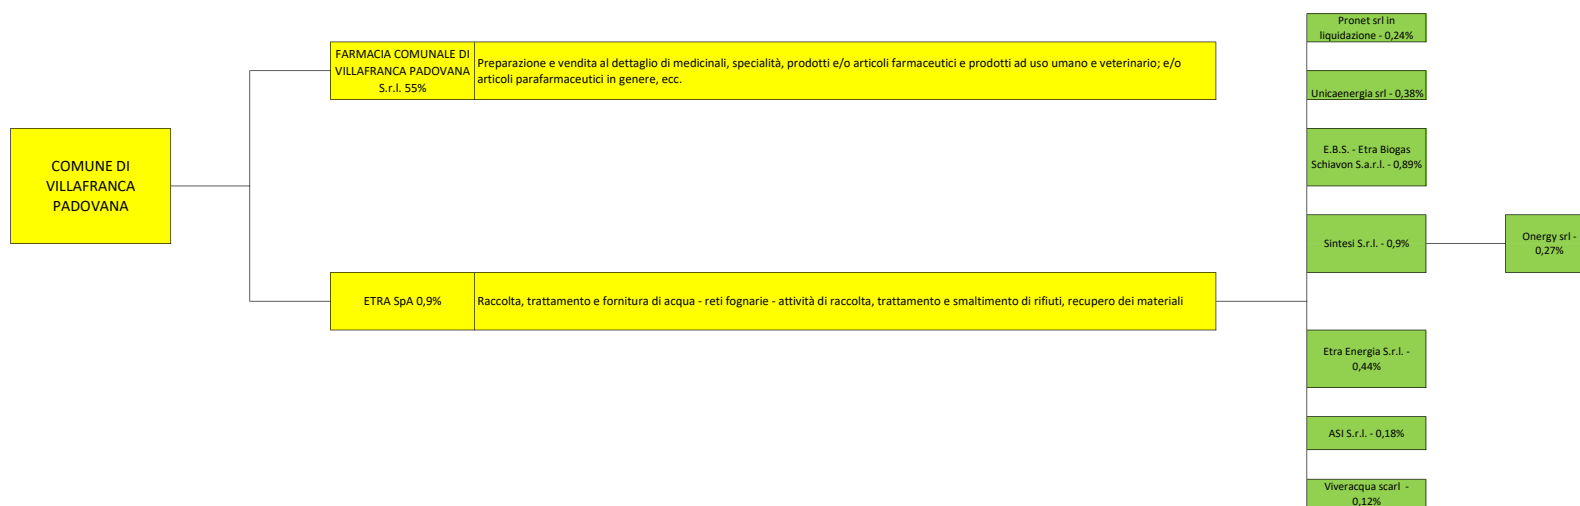 COMUNE DI
VILLAFRANCA
PADOVANA
FARMACIA COMUNALE DI
VILLAFRANCA PADOVANA
S.r.l. 55%
Preparazione e vendita al dettaglio di medicinali, specialità, prodotti e/o articoli farmaceutici e prodotti ad uso umano e veterinario; e/o
articoli parafarmaceutici in genere, ecc.
ETRA SpA 0,9%
Raccolta, trattamento e fornitura di acqua - reti fognarie - attività di raccolta, trattamento e smaltimento di rifiuti, recupero dei materiali
Pronet srl in
liquidazione - 0,24%
Unicaenergia srl - 0,38%
E.B.S. - Etra Biogas
Schiavon S.a.r.l. - 0,89%
Sintesi S.r.l. - 0,9%
Onergy srl -
0,27%
Etra Energia S.r.l. -
0,44%
ASI S.r.l. - 0,18%
Viveracqua scarl -
0,12%